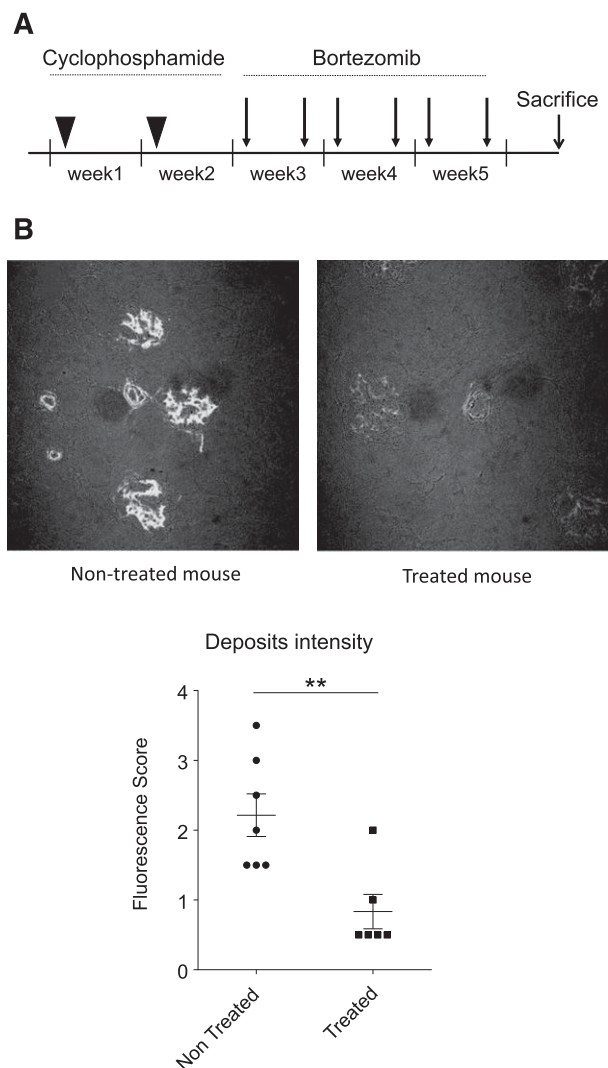 A
Cyclophosphamide
Bortezomib
Sacrifice
week1
week2
week3
week4
week5
B
Non-treated mouse
Treated mouse
Deposits intensity
**
4
3
2
1
0
Fluorescence Score
Non Treated
Treated